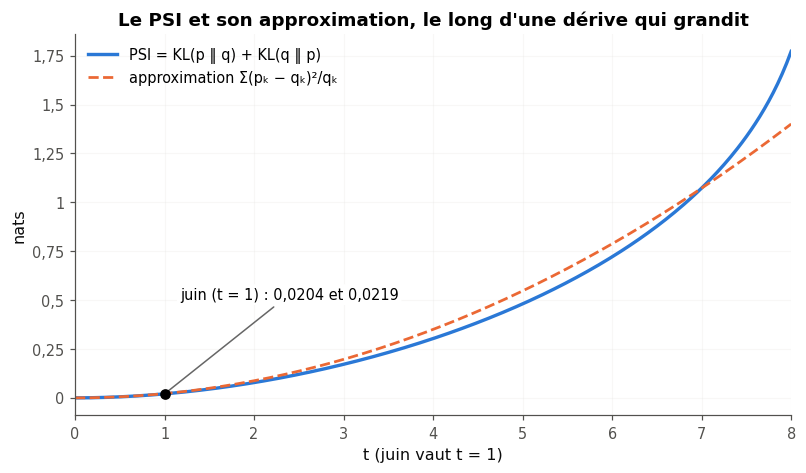 Le PSI et son approximation, le long d'une dérive qui grandit
PSI = KL(p ∥ q) + KL(q ∥ p)
approximation Σ(pₖ − qₖ)²/qₖ
nats
1,75
1,5
1,25
1
0,75
0,5
0,25
0
juin (t = 1) : 0,0204 et 0,0219
0 1 2 3 4 5 6 7 8
t (juin vaut t = 1)